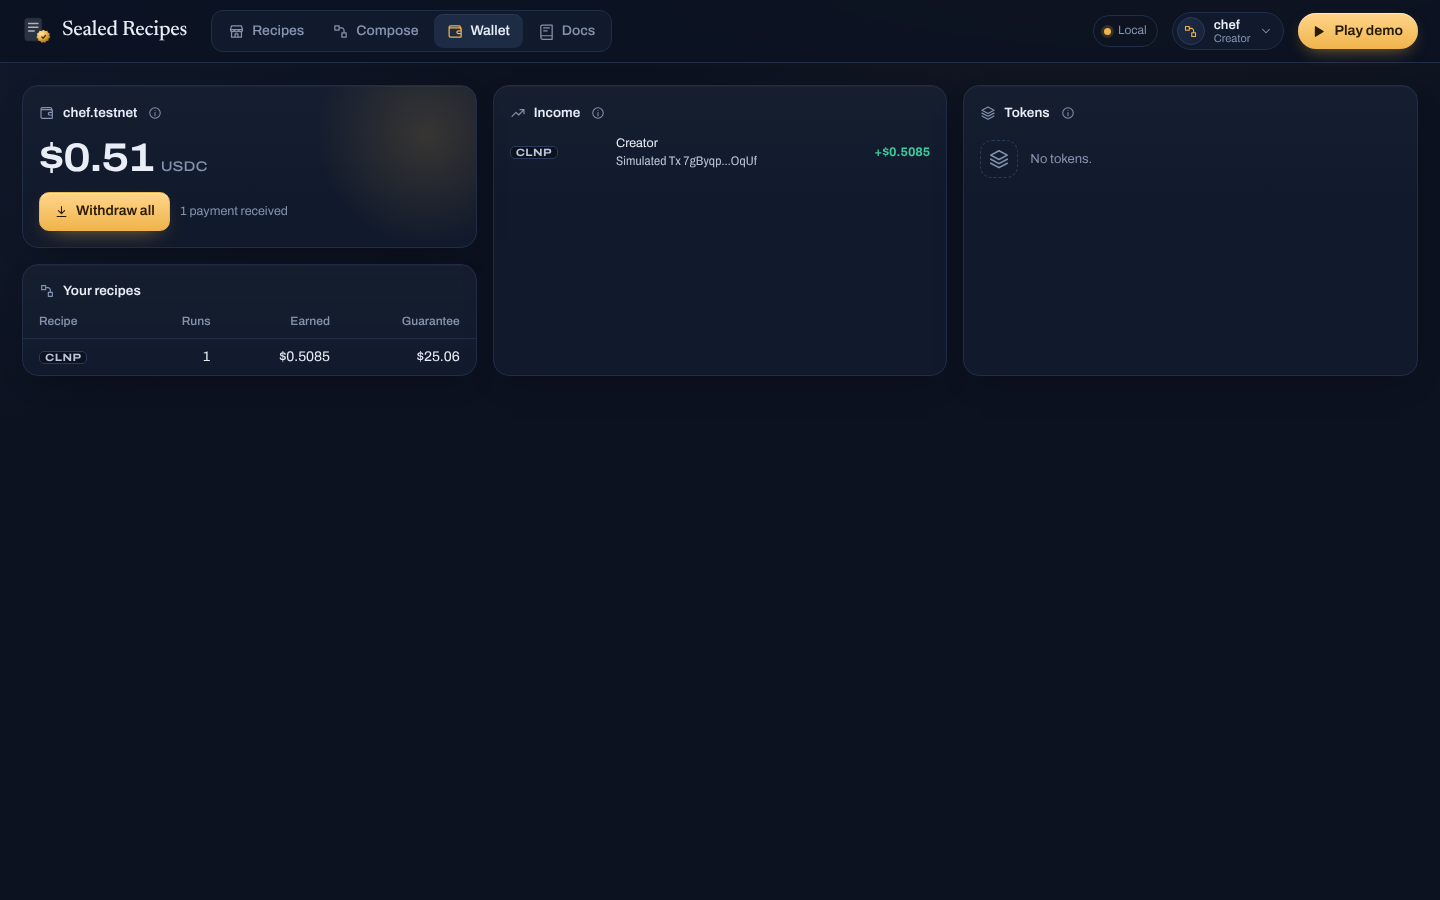 Sealed Recipes
Recipes
Compose
Wallet
Docs
Local
chef
Creator
Play demo
chef.testnet
$0.51 USDC
Withdraw all
1 payment received
Your recipes
Recipe Runs Earned Guarantee
CLNP 1 $0.5085 $25.06
Income
CLNP
Creator
Simulated Tx 7gByqp...OqUf
+$0.5085
Tokens
No tokens.